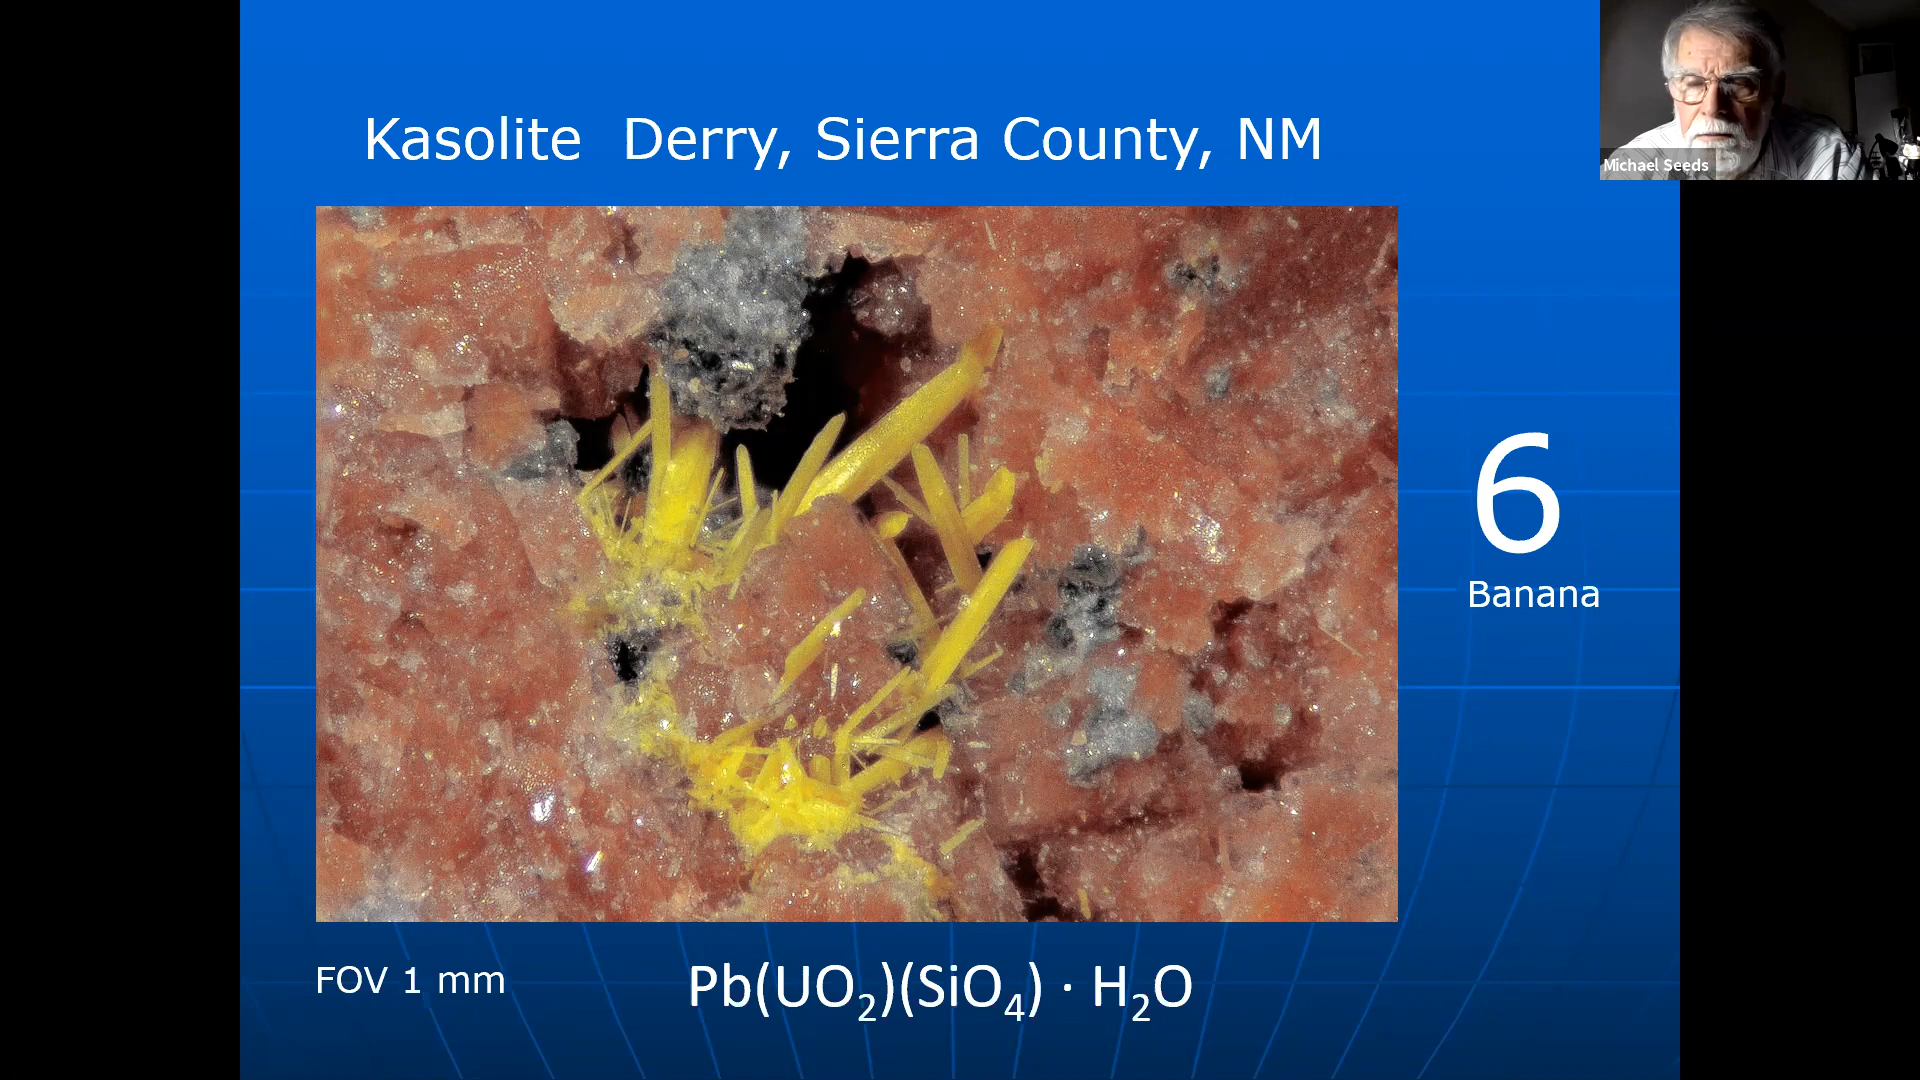 Kasolite  Derry, Sierra County, NM
Michael Seeds
6
Banana
FOV 1 mm
Pb(UO₂)(SiO₄) · H₂O